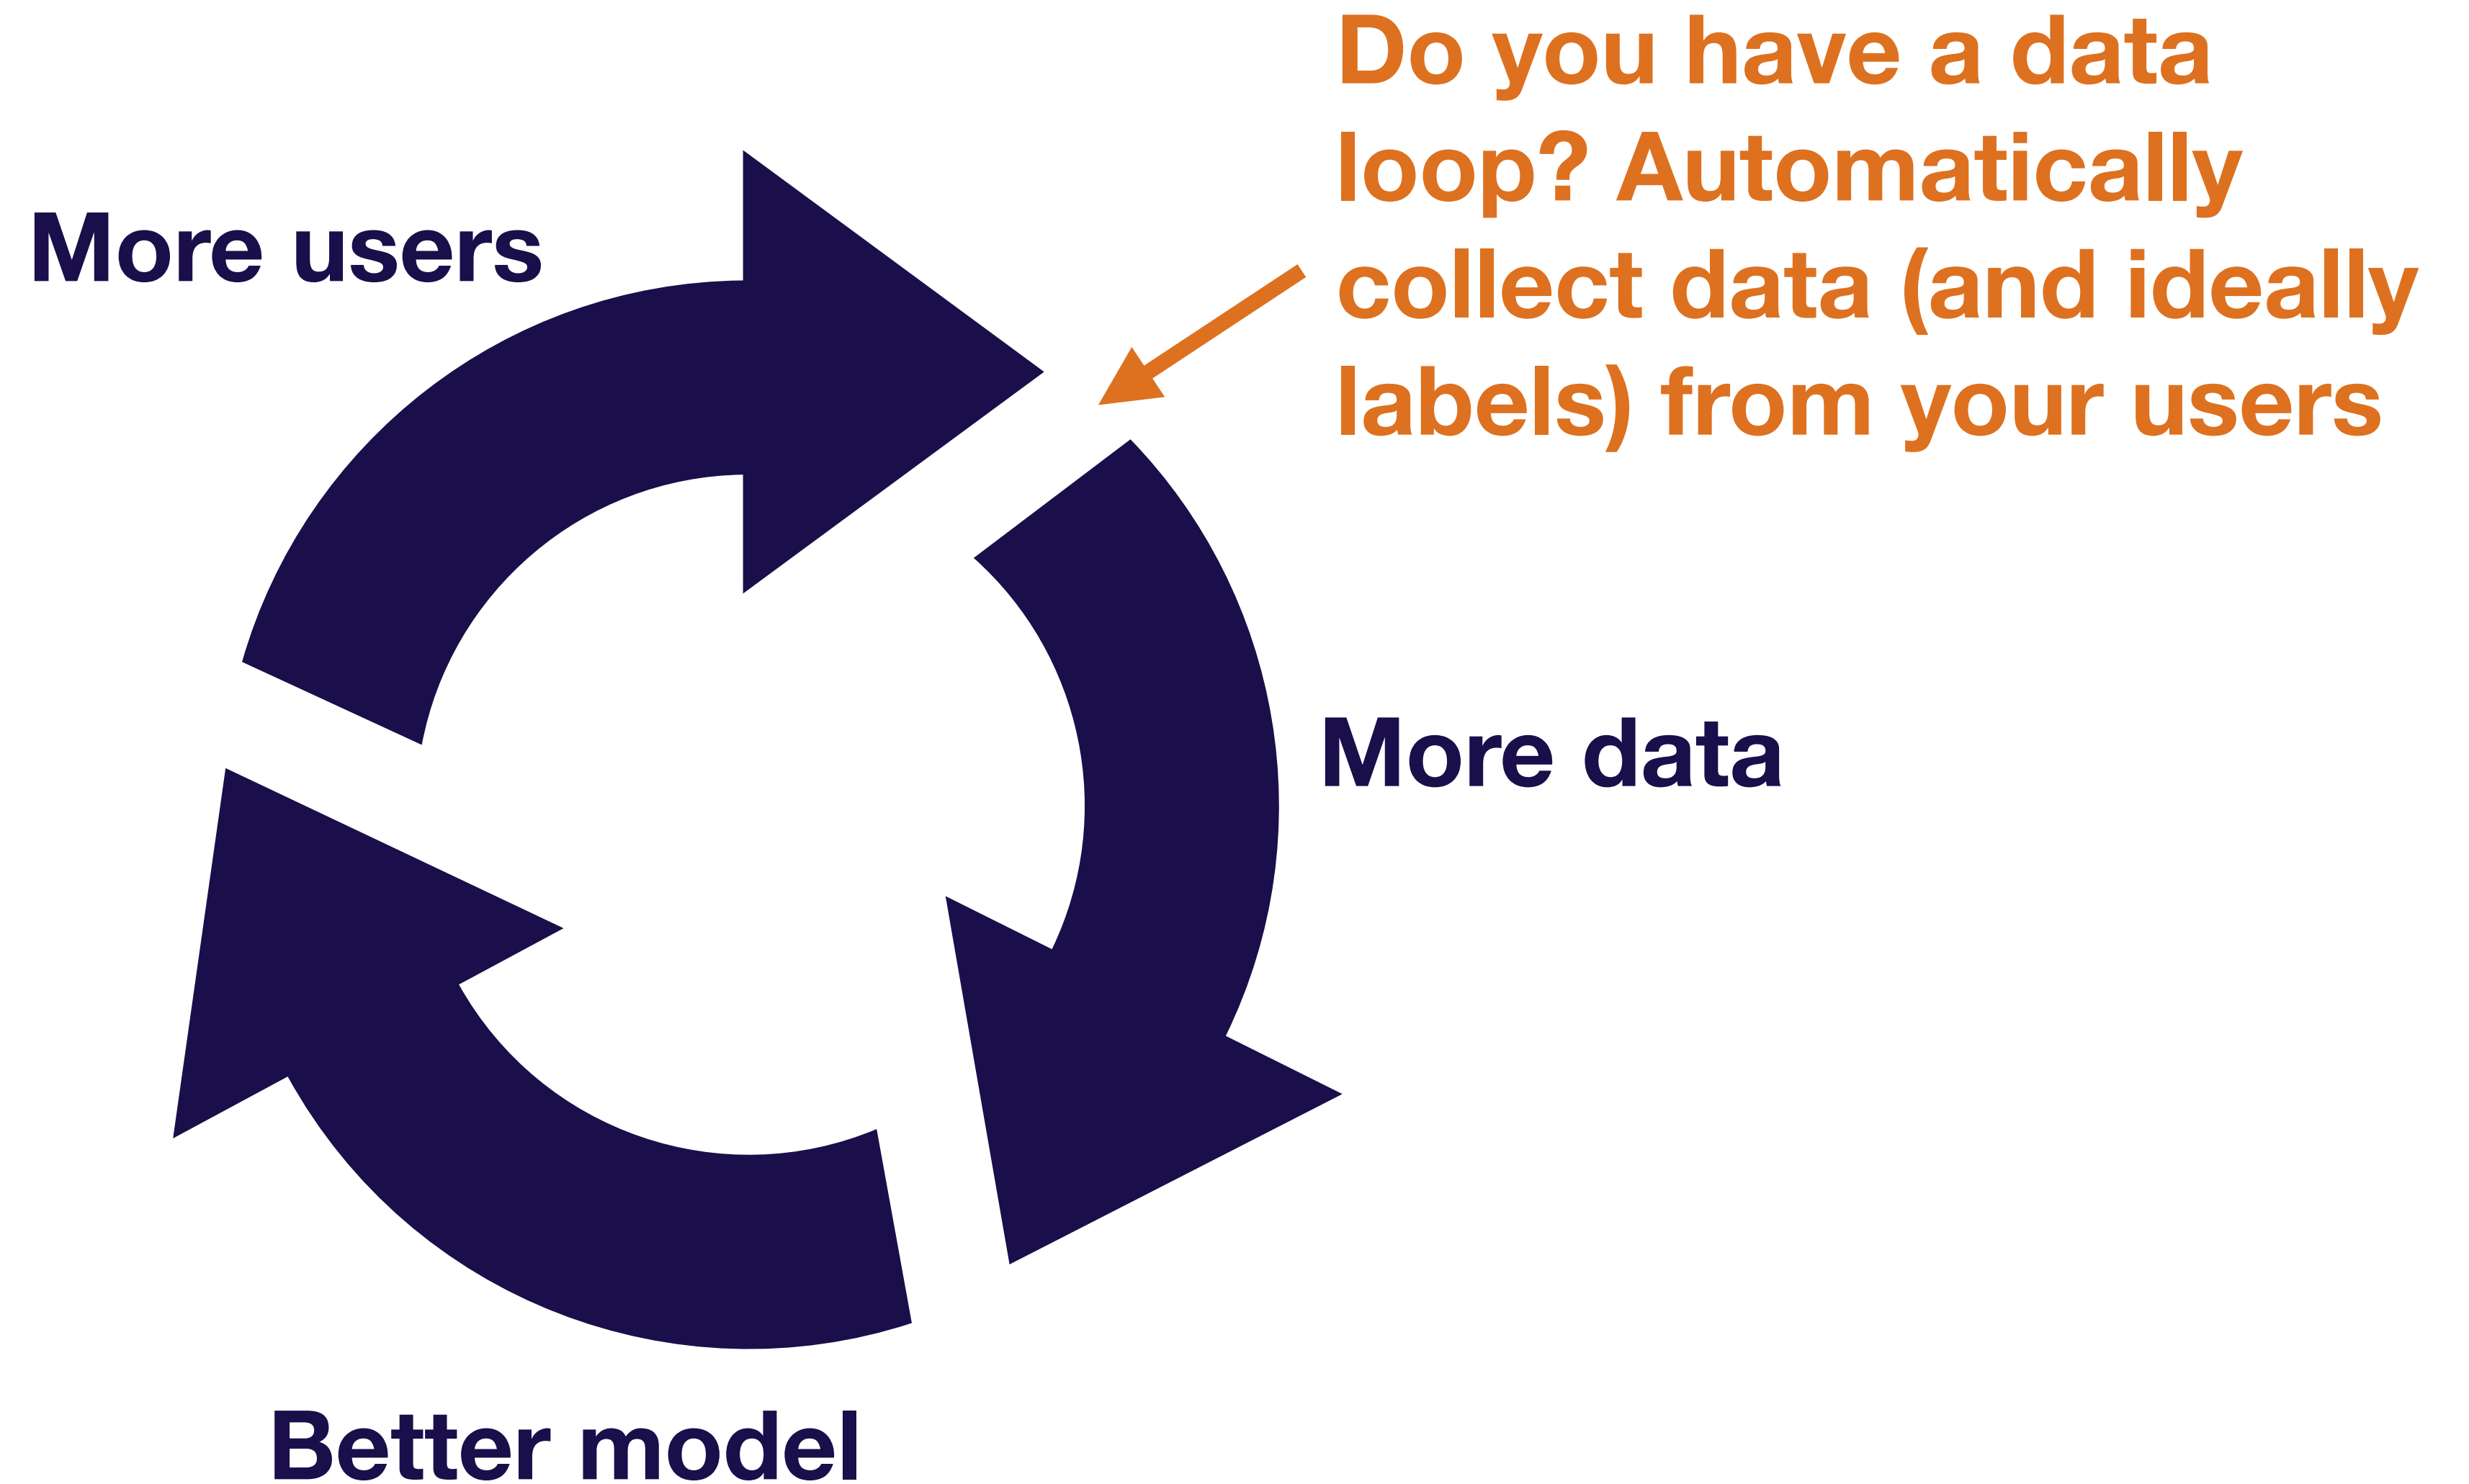 Do you have a data
loop? Automatically
collect data (and ideally
labels) from your users
More users
More data
Better model